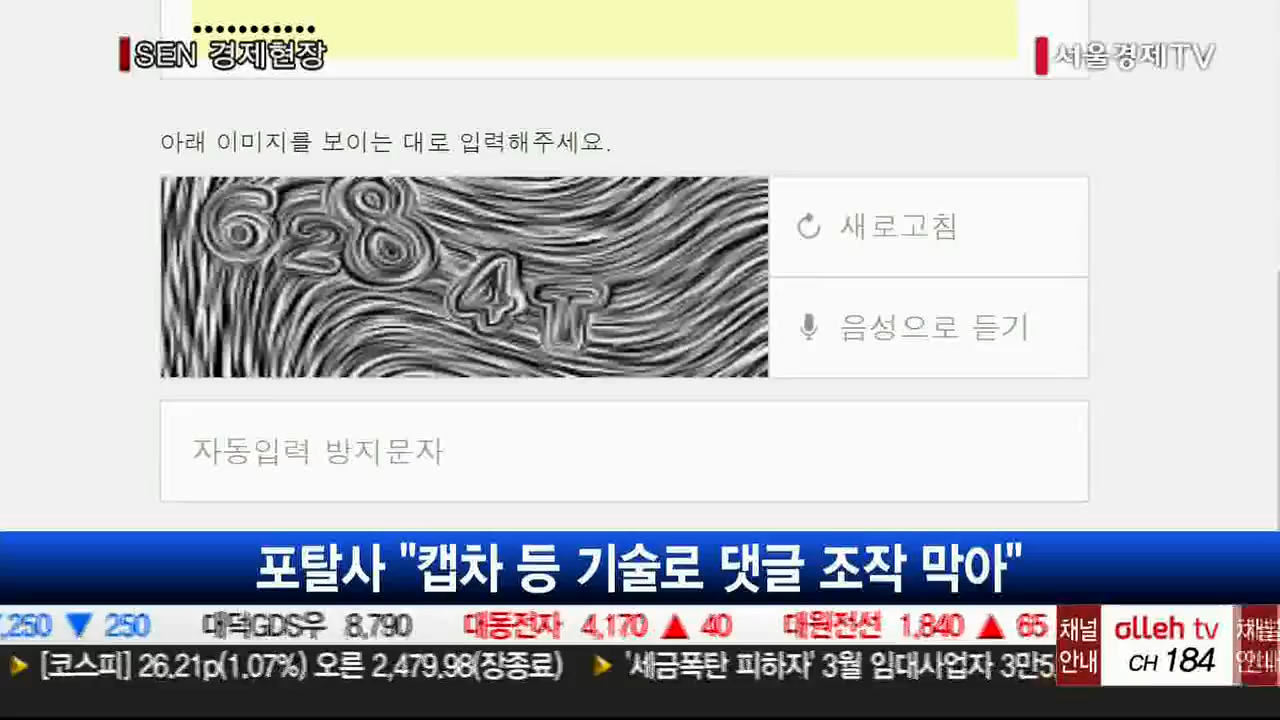 SEN 경제현장
서울경제TV
아래 이미지를 보이는 대로 입력해주세요.
628 4T
새로고침
음성으로 듣기
자동입력 방지문자
포탈사 "캡차 등 기술로 댓글 조작 막아"
,250 ▼ 250 대덕GDS우 8,790 대동전자 4,170 ▲ 40 대원전선 1,840 ▲ 65
채널 안내
olleh tv
CH 184
▶ [코스피] 26.21p(1.07%) 오른 2,479.98(장종료) ▶ '세금폭탄 피하자' 3월 임대사업자 3만5